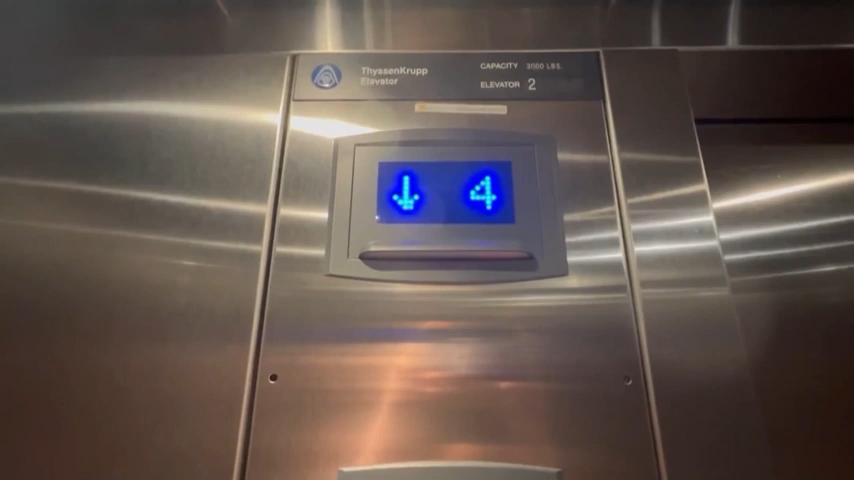 ThyssenKrupp
Elevator
CAPACITY 3000 LBS.
ELEVATOR 2
↓ 4